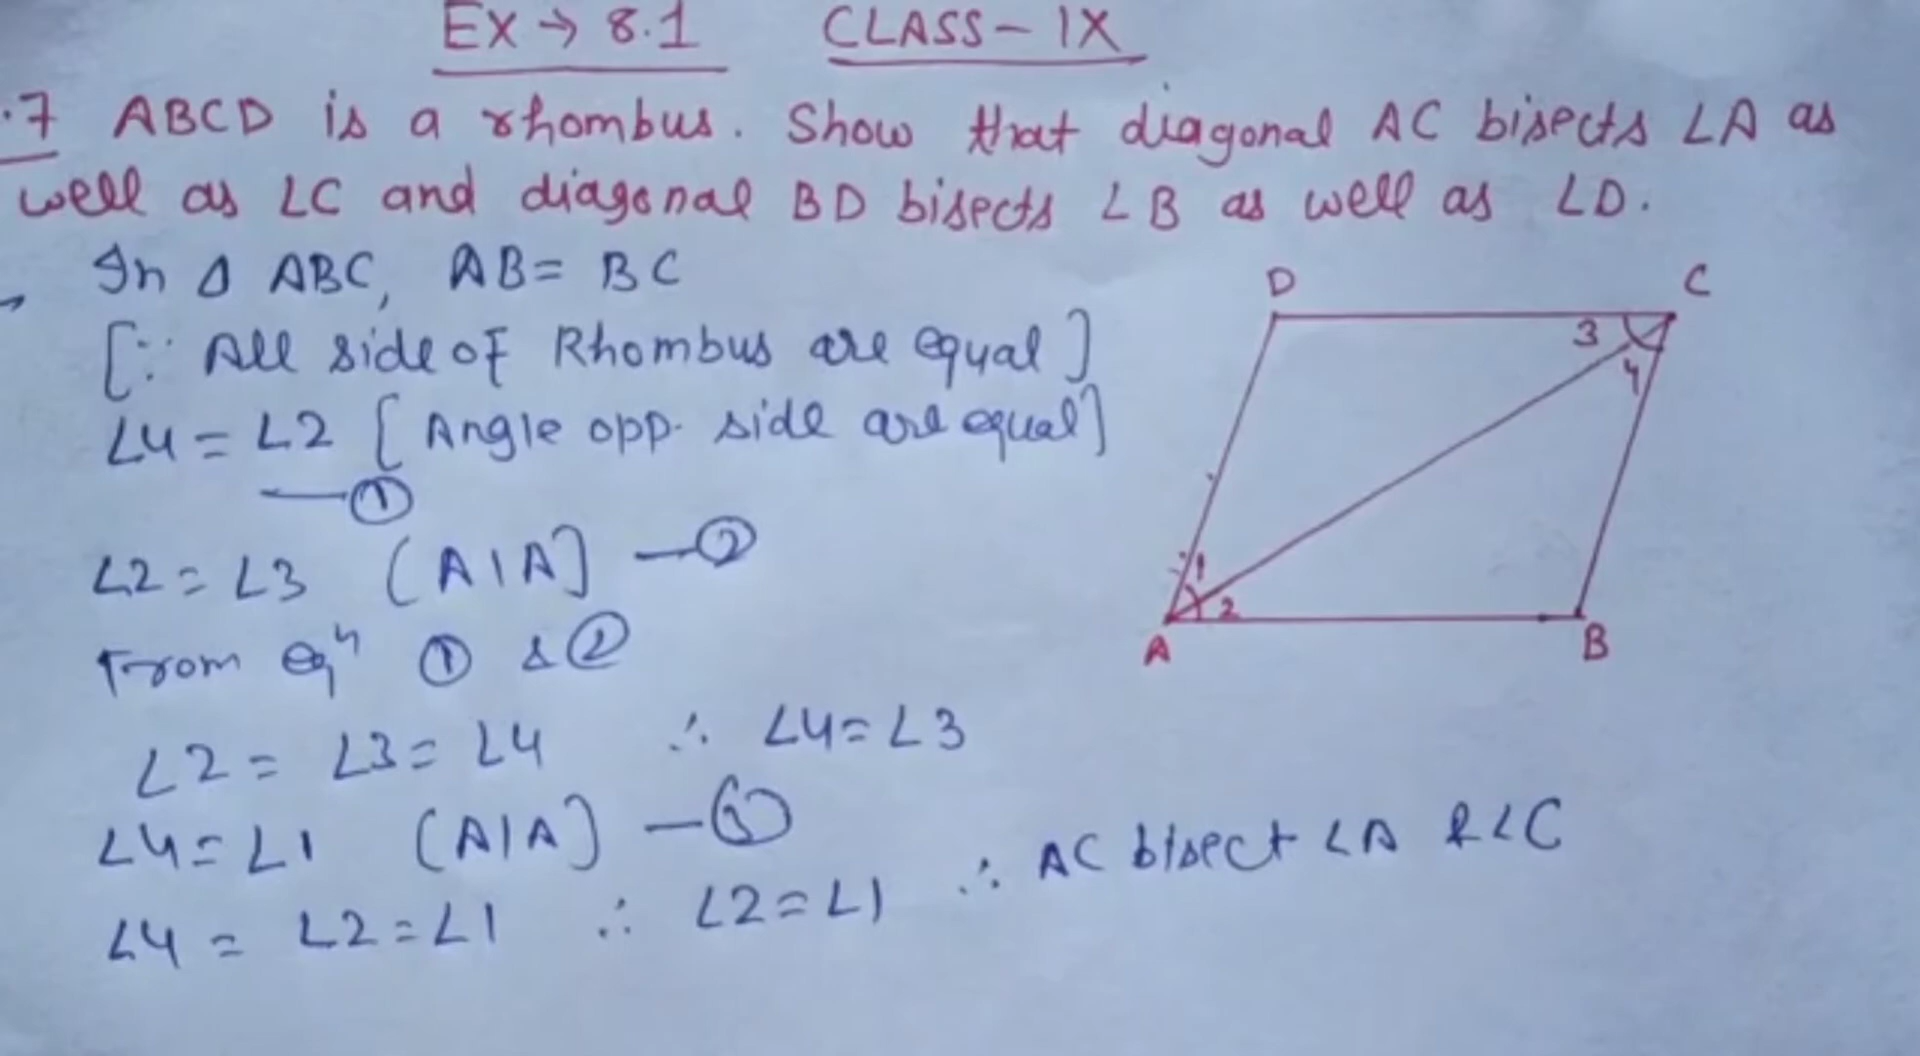 EX → 8.1 CLASS - IX
.7 ABCD is a rhombus. Show that diagonal AC bisects ∠A as
well as ∠C and diagonal BD bisects ∠B as well as ∠D.
In Δ ABC, AB = BC
[∵ All side of Rhombus are equal]
∠4 = ∠2 [Angle opp. side are equal]
—①
∠2 = ∠3 (AIA] —②
From eqⁿ ① & ②
∠2 = ∠3 = ∠4 ∴ ∠4 = ∠3
∠4 = ∠1 (AIA] —③
∠4 = ∠2 = ∠1 ∴ ∠2 = ∠1 ∴ AC bisect ∠A & ∠C
D C
3
4
1
2
A B